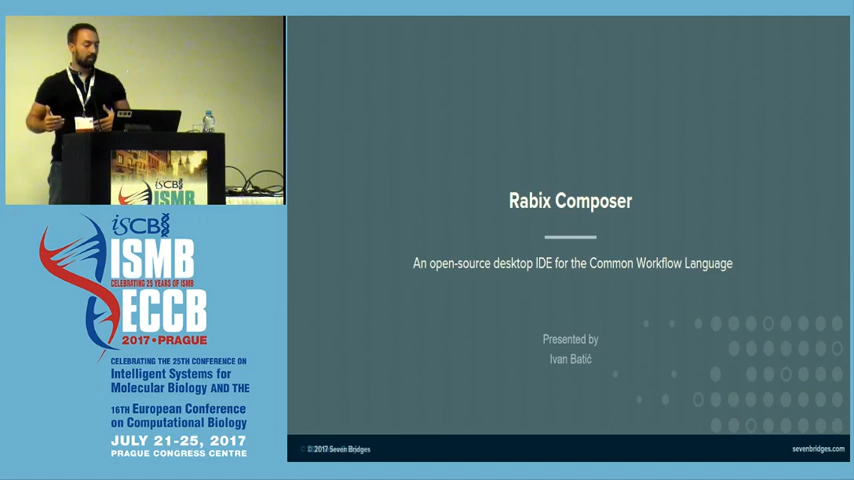 iSCB
ISMB
Rabix Composer
An open-source desktop IDE for the Common Workflow Language
Presented by
Ivan Batić
© 2017 Seven Bridges
sevenbridges.com
iSCB
ISMB
CELEBRATING 25 YEARS OF ISMB
ECCB
2017 • PRAGUE
CELEBRATING THE 25TH CONFERENCE ON
Intelligent Systems for
Molecular Biology AND THE
16TH European Conference
on Computational Biology
JULY 21-25, 2017
PRAGUE CONGRESS CENTRE